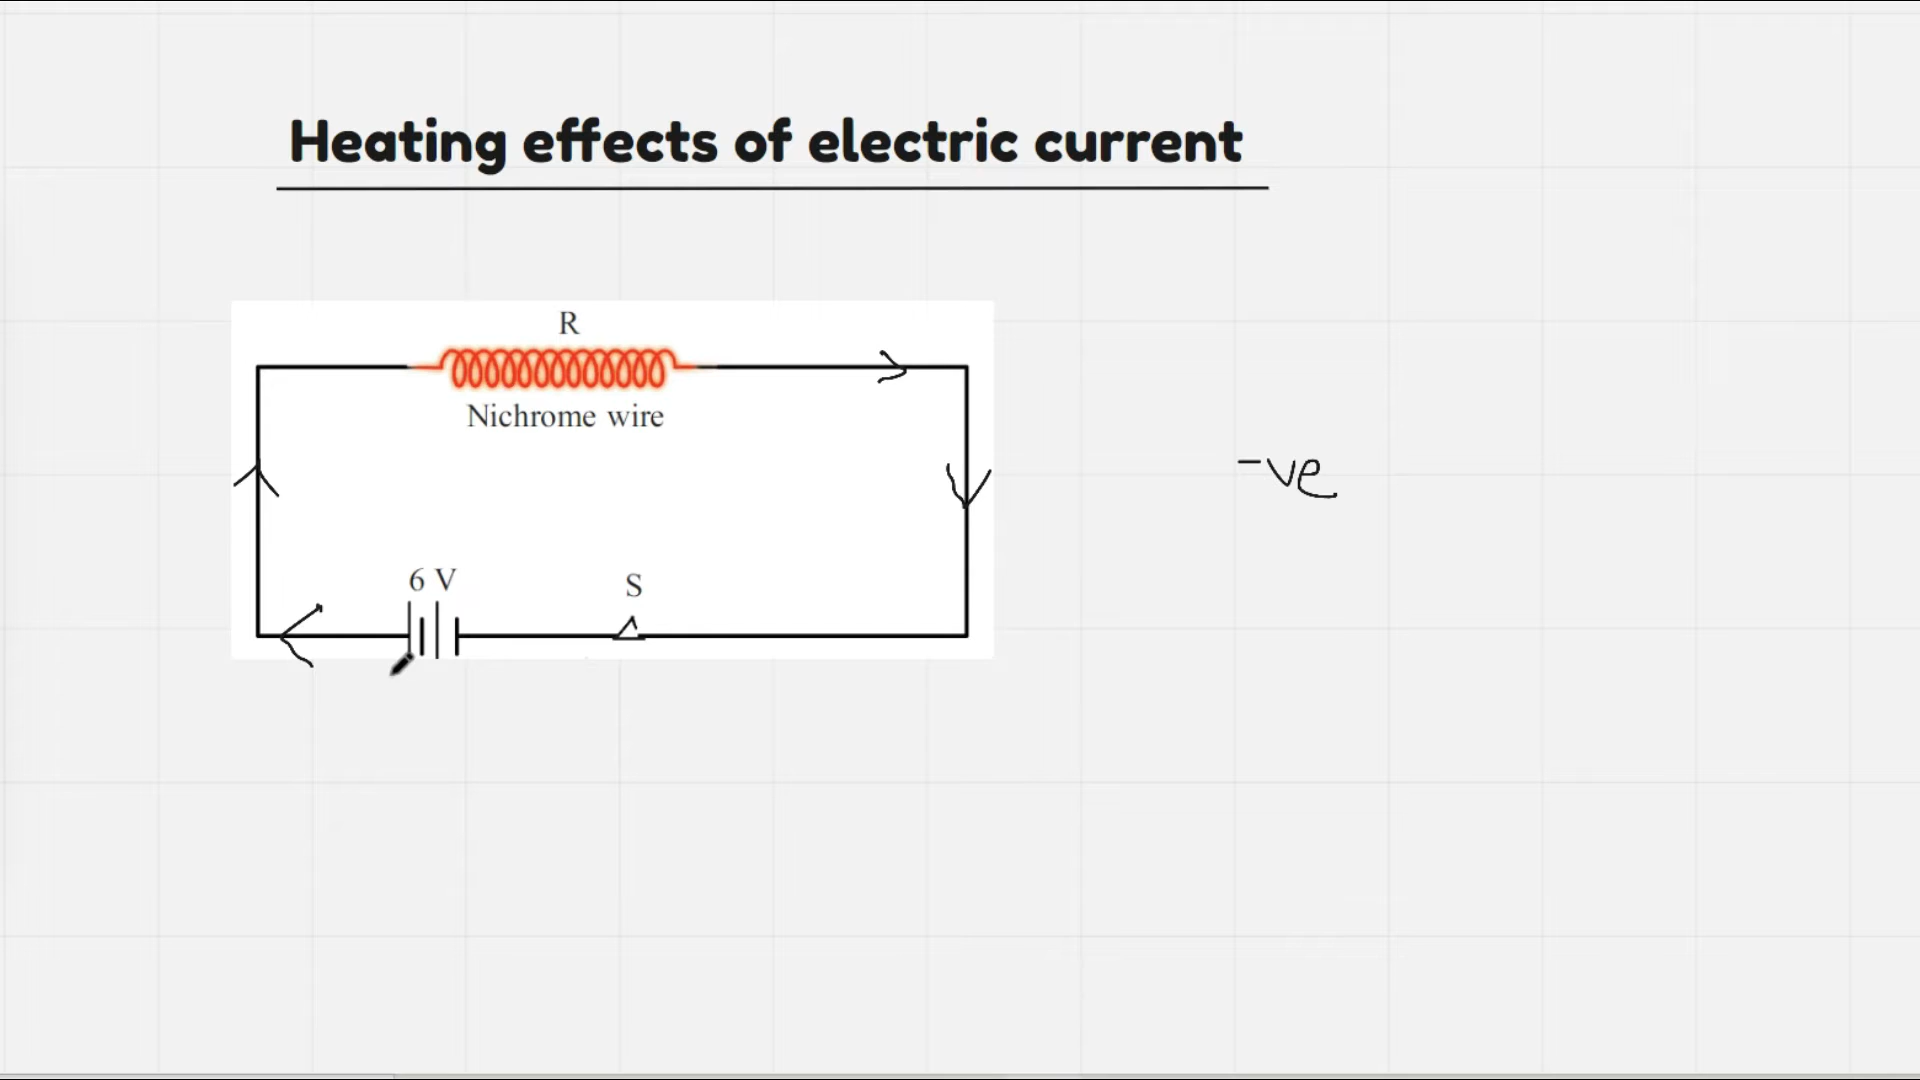 Heating effects of electric current
R
Nichrome wire
-ve
6 V
S